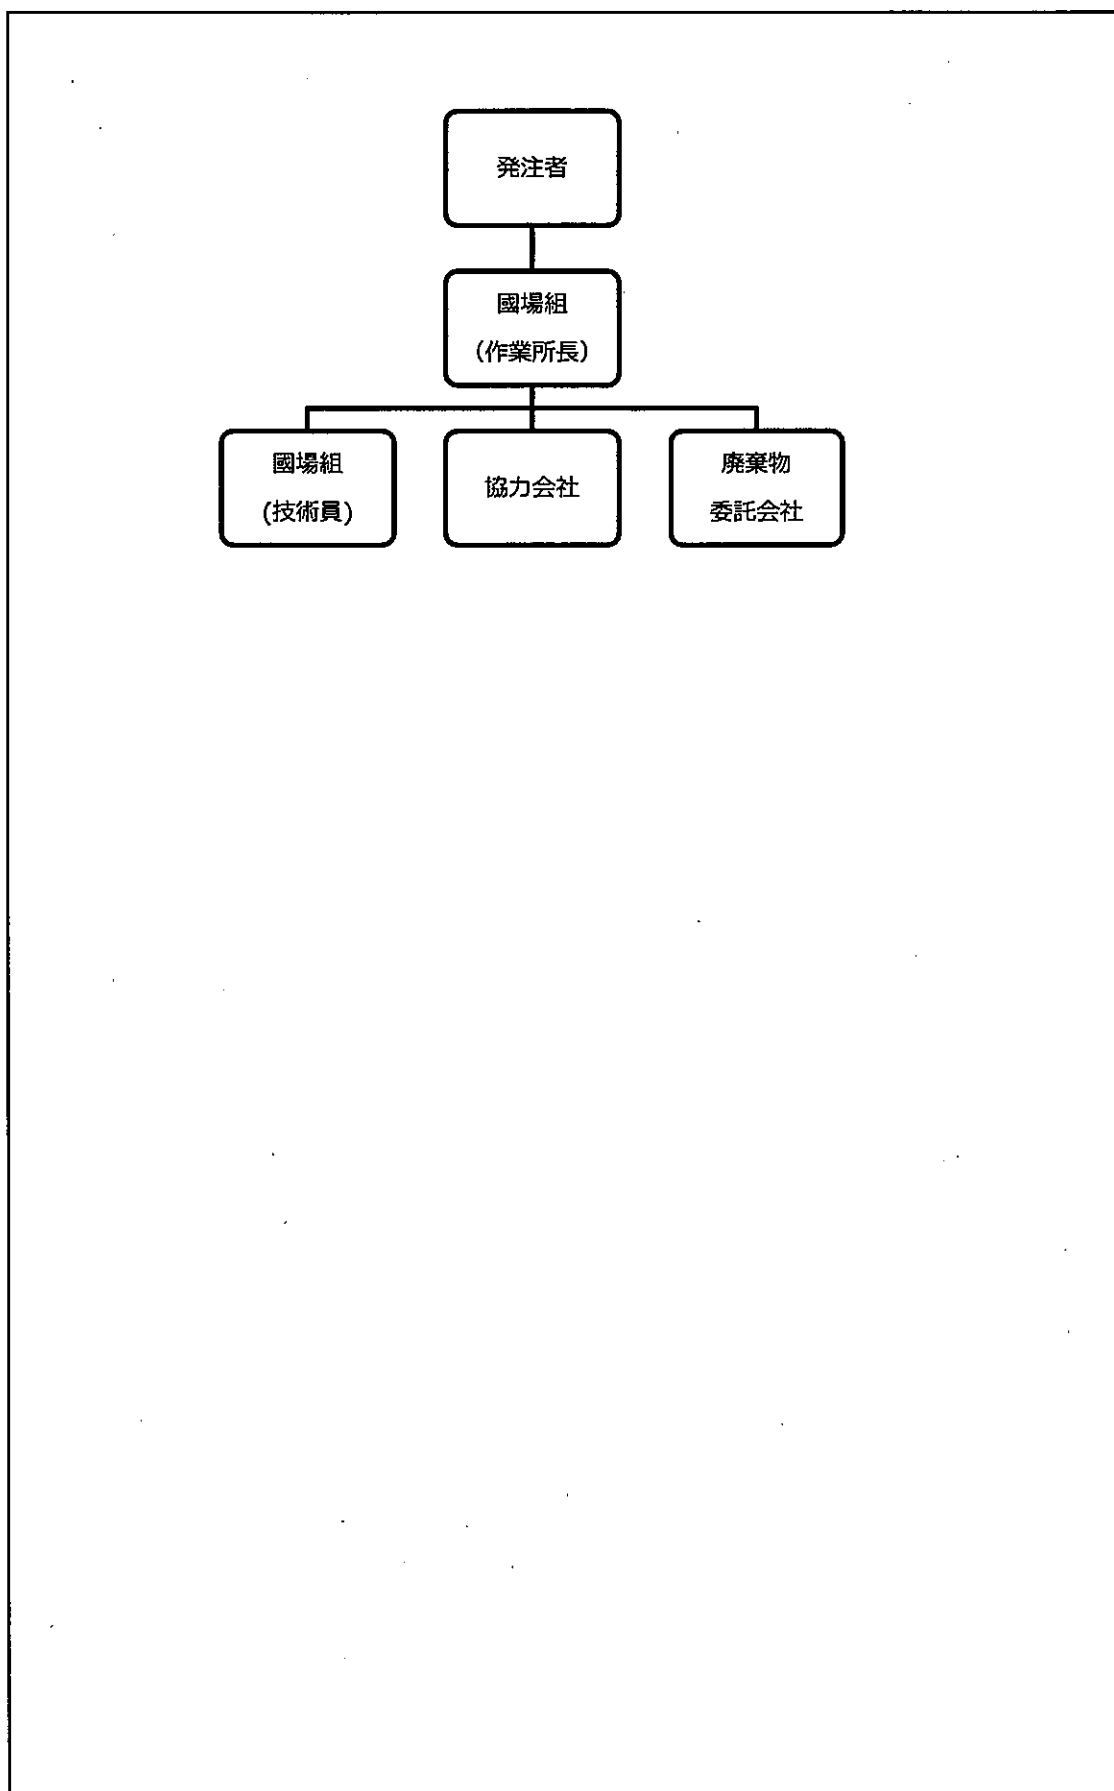 発注者
國場組
（作業所長）
國場組
(技術員)
協力会社
廃棄物
委託会社